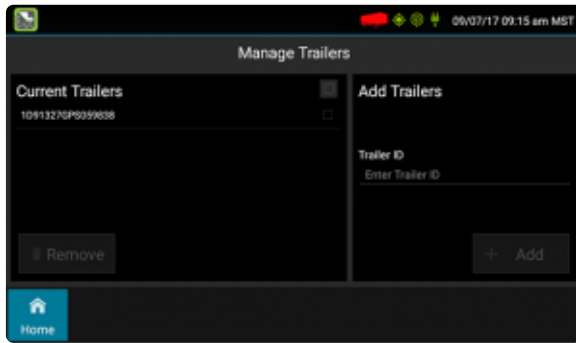 09/07/17 09:15 am MST
Manage Trailers
Current Trailers
1D91327GPS059838
Remove
Add Trailers
Trailer ID
Enter Trailer ID
+ Add
Home